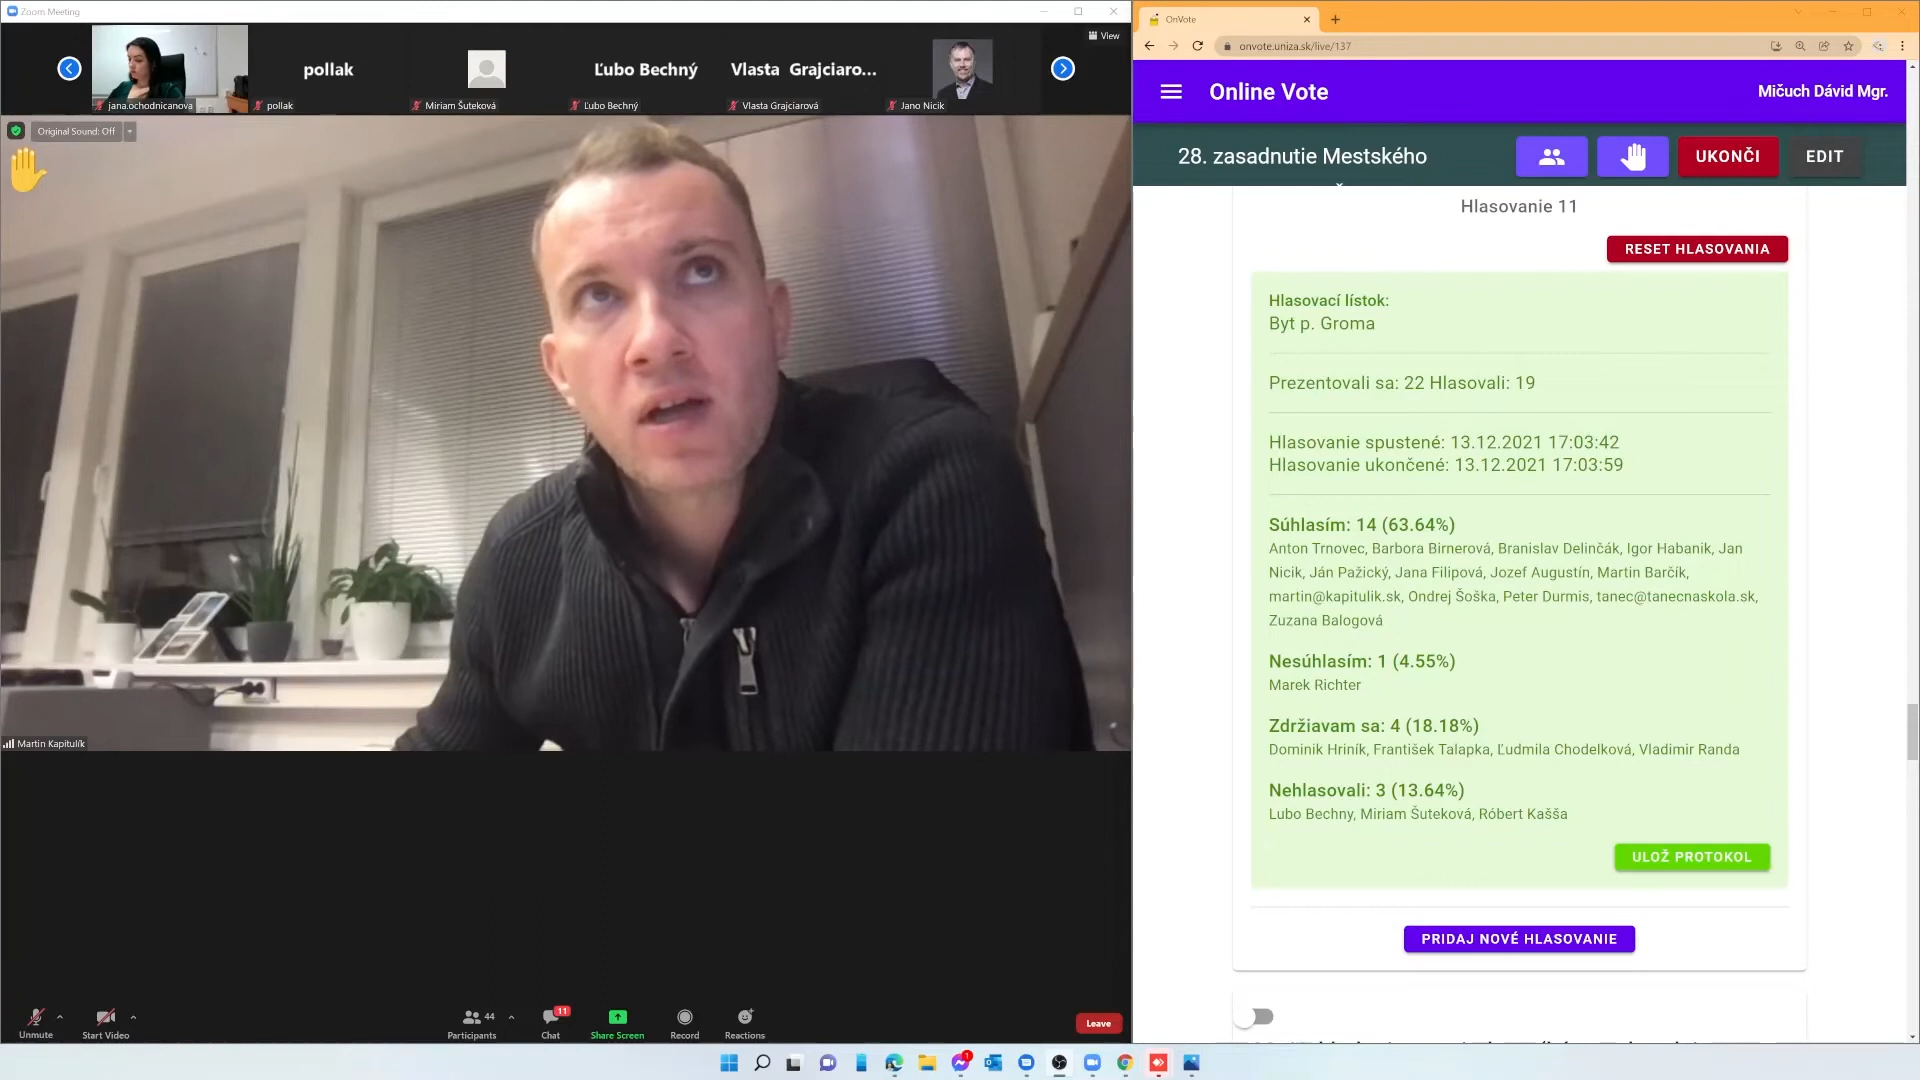 Zoom Meeting
View
pollak
Ľubo Bechný
Vlasta Grajciaro...
jana.ochodnicanova
pollak
Miriam Šuteková
Ľubo Bechný
Vlasta Grajciarová
Jano Nicík
Original Sound: Off
Martin Kapitulík
Unmute
Start Video
44
Participants
11
Chat
Share Screen
Record
Reactions
Leave
OnVote
onvote.uniza.sk/live/137
Online Vote
Mičuch Dávid Mgr.
28. zasadnutie Mestského
UKONČI
EDIT
Hlasovanie 11
RESET HLASOVANIA
Hlasovací lístok:
Byt p. Groma
Prezentovali sa: 22 Hlasovali: 19
Hlasovanie spustené: 13.12.2021 17:03:42
Hlasovanie ukončené: 13.12.2021 17:03:59
Súhlasím: 14 (63.64%)
Anton Trnovec, Barbora Birnerová, Branislav Delinčák, Igor Habanik, Jan
Nicik, Ján Pažický, Jana Filipová, Jozef Augustín, Martin Barčík,
martin@kapitulik.sk, Ondrej Šoška, Peter Durmis, tanec@tanecnaskola.sk,
Zuzana Balogová
Nesúhlasím: 1 (4.55%)
Marek Richter
Zdržiavam sa: 4 (18.18%)
Dominik Hriník, František Talapka, Ľudmila Chodelková, Vladimir Randa
Nehlasovali: 3 (13.64%)
Lubo Bechny, Miriam Šuteková, Róbert Kašša
ULOŽ PROTOKOL
PRIDAJ NOVÉ HLASOVANIE